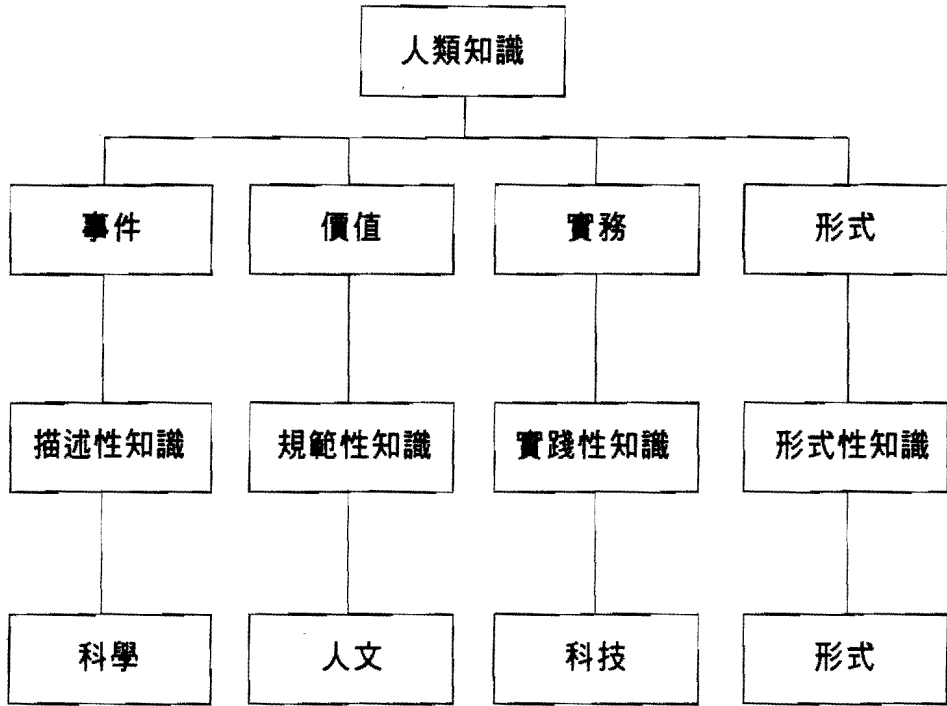 人類知識
事件
價值
實務
形式
描述性知識
規範性知識
實踐性知識
形式性知識
科學
人文
科技
形式